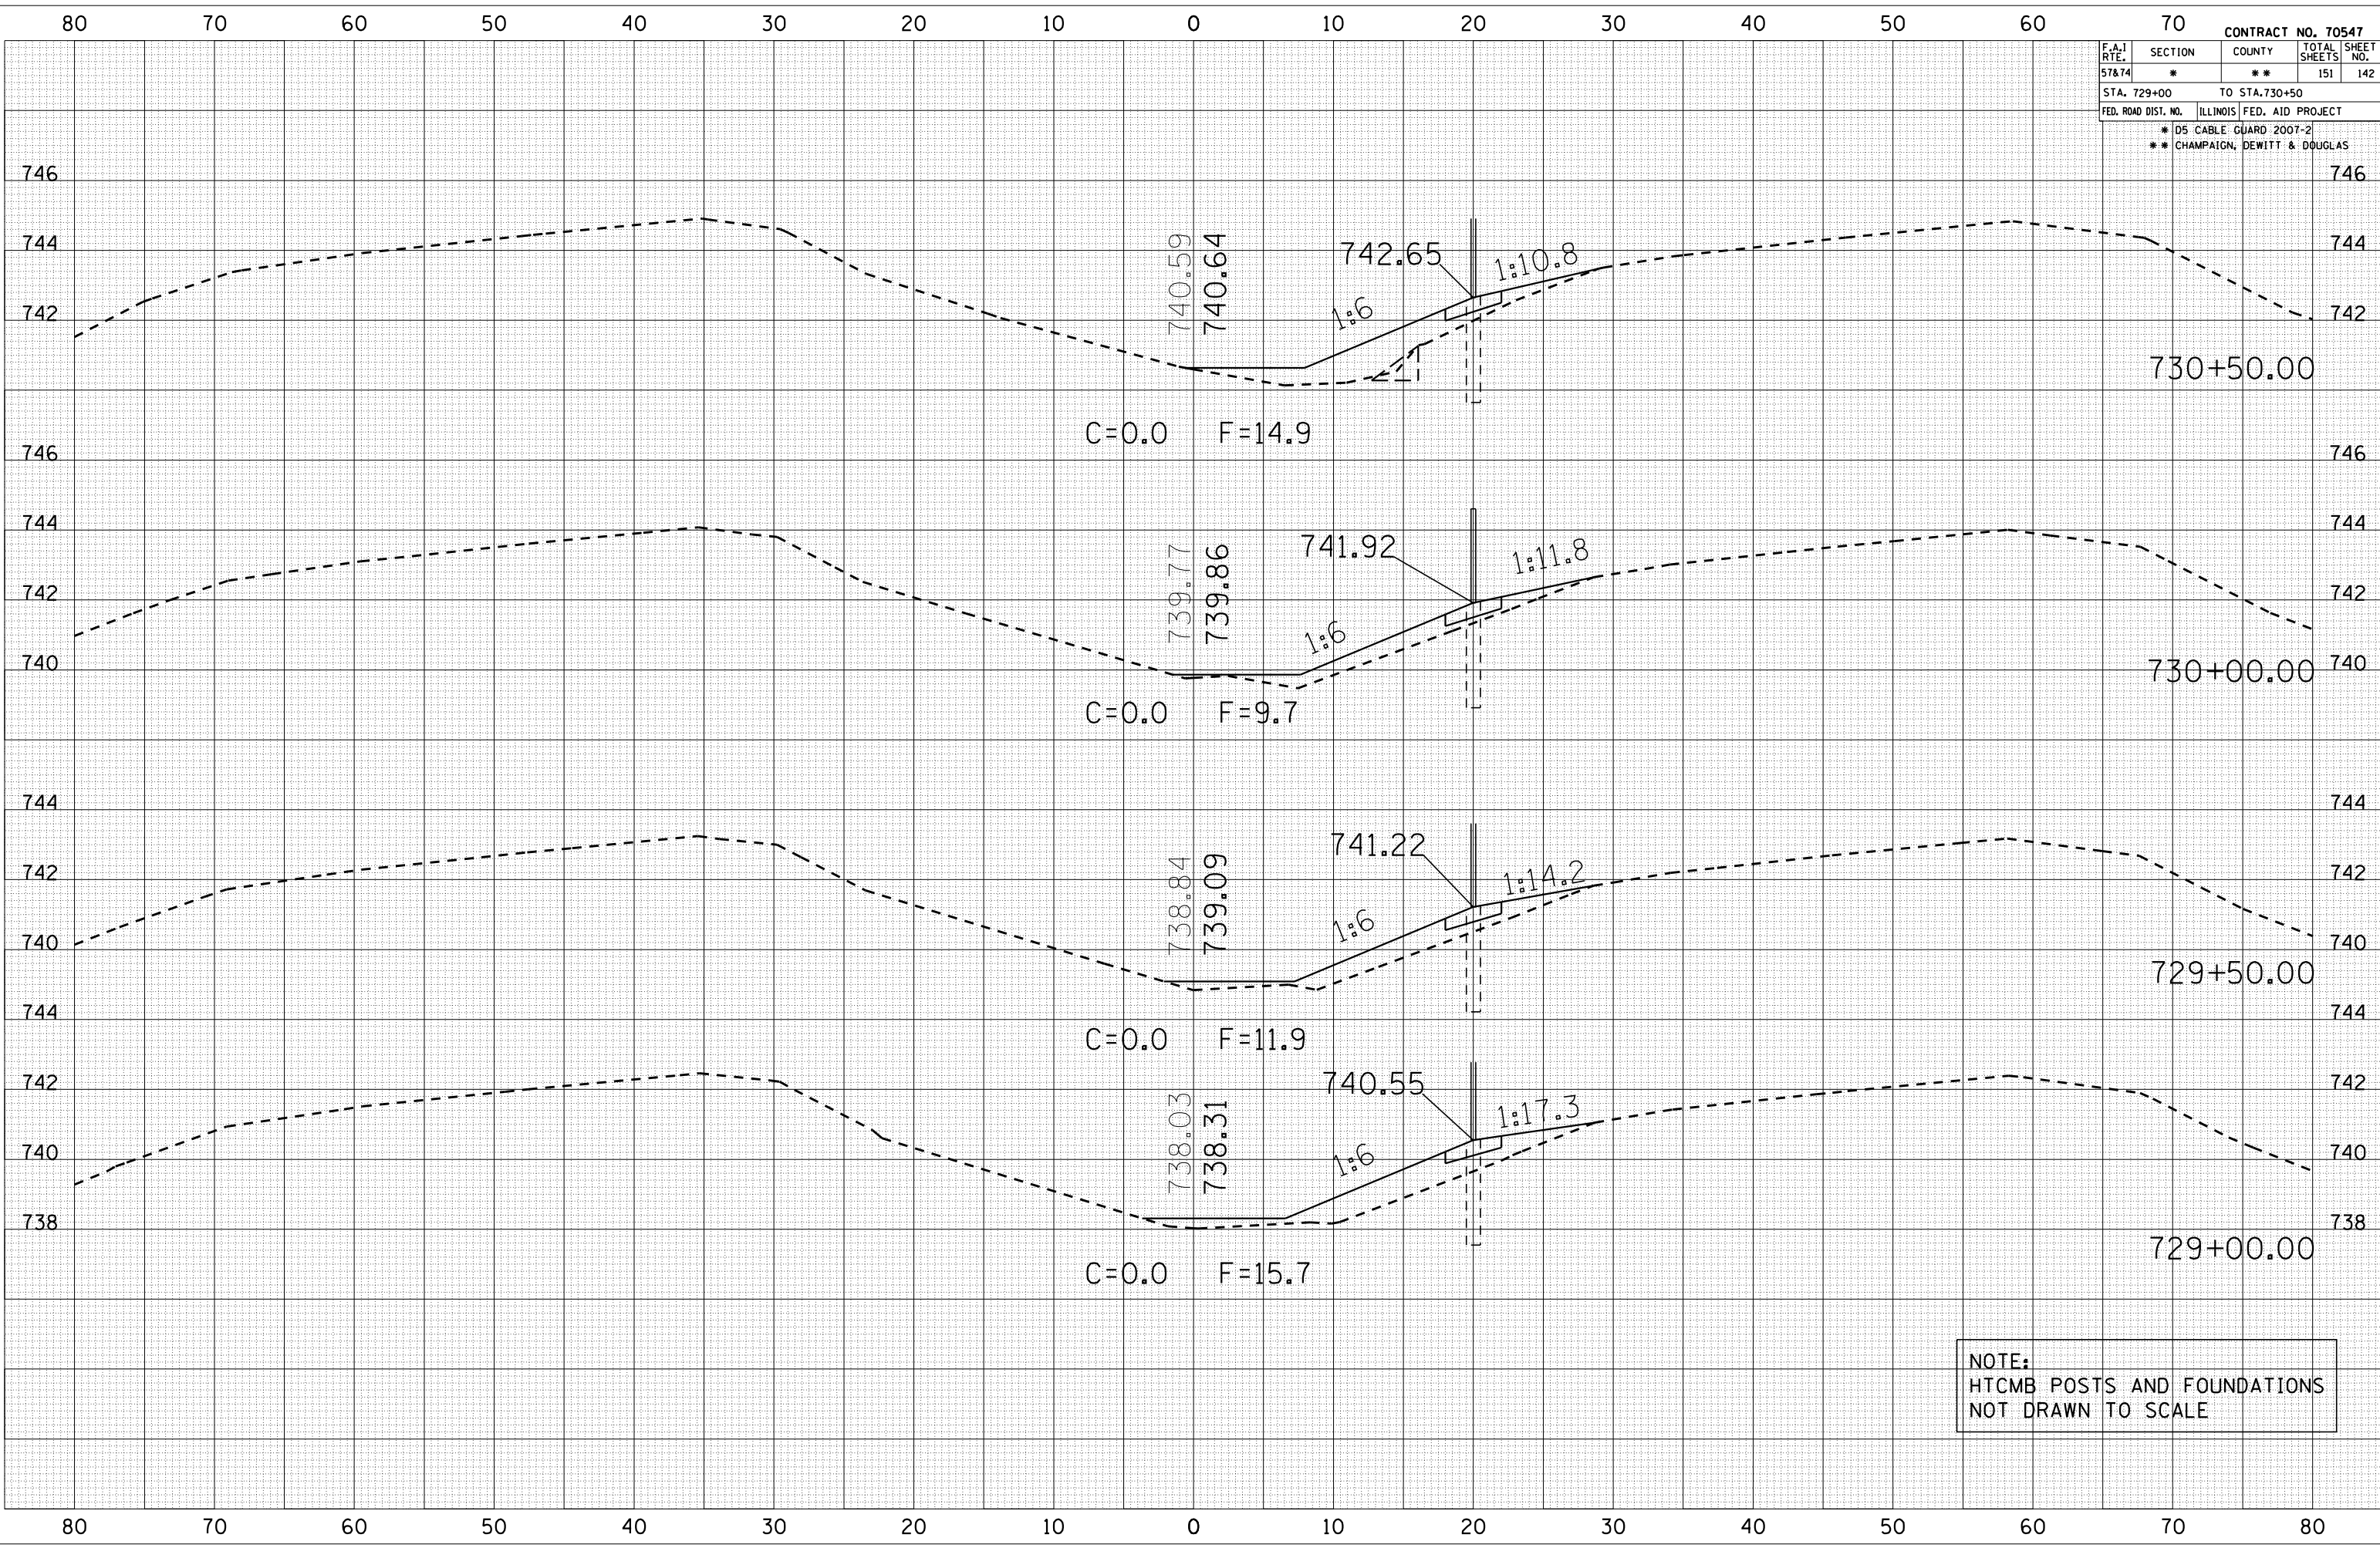 80 70 60 50 40 30 20 10 0 10 20 30 40 50 60 70
CONTRACT NO. 70547
F.A.I RTE. SECTION COUNTY TOTAL SHEETS SHEET NO.
57&74 * ** 151 142
STA. 729+00 TO STA.730+50
FED. ROAD DIST. NO. ILLINOIS FED. AID PROJECT
* D5 CABLE GUARD 2007-2
** CHAMPAIGN, DEWITT & DOUGLAS
746 746
744 740.59 740.64 742.65 1:10.8 744
742 1:6 742
730+50.00
C=0.0 F=14.9
746 746
744 744
739.77 739.86 741.92 1:11.8
742 1:6 742
740 730+00.00 740
C=0.0 F=9.7
744 744
741.22
742 738.84 739.09 1:14.2 742
740 1:6 740
729+50.00
744 744
C=0.0 F=11.9
742 740.55 742
738.03 738.31 1:17.3
740 1:6 740
738 738
729+00.00
C=0.0 F=15.7
NOTE:
HTCMB POSTS AND FOUNDATIONS
NOT DRAWN TO SCALE
80 70 60 50 40 30 20 10 0 10 20 30 40 50 60 70 80